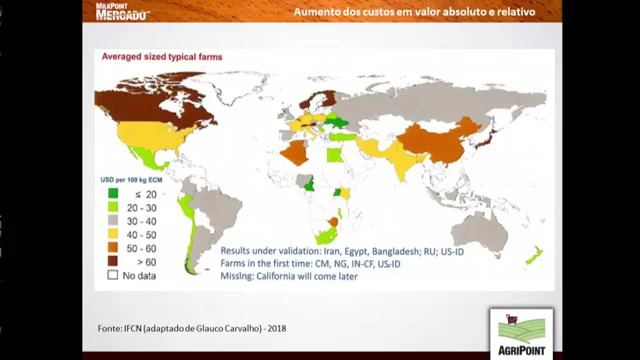 MILKPOINT
MERCADO
Aumento dos custos em valor absoluto e relativo
Averaged sized typical farms
USD per 100 kg ECM
≤ 20
20 - 30
30 - 40
40 - 50
50 - 60
> 60
No data
Results under validation: Iran, Egypt, Bangladesh; RU; US-ID
Farms in the first time: CM, NG, IN-CF, US-ID
Missing: California will come later
Fonte: IFCN (adaptado de Glauco Carvalho) - 2018
AGRIPOINT